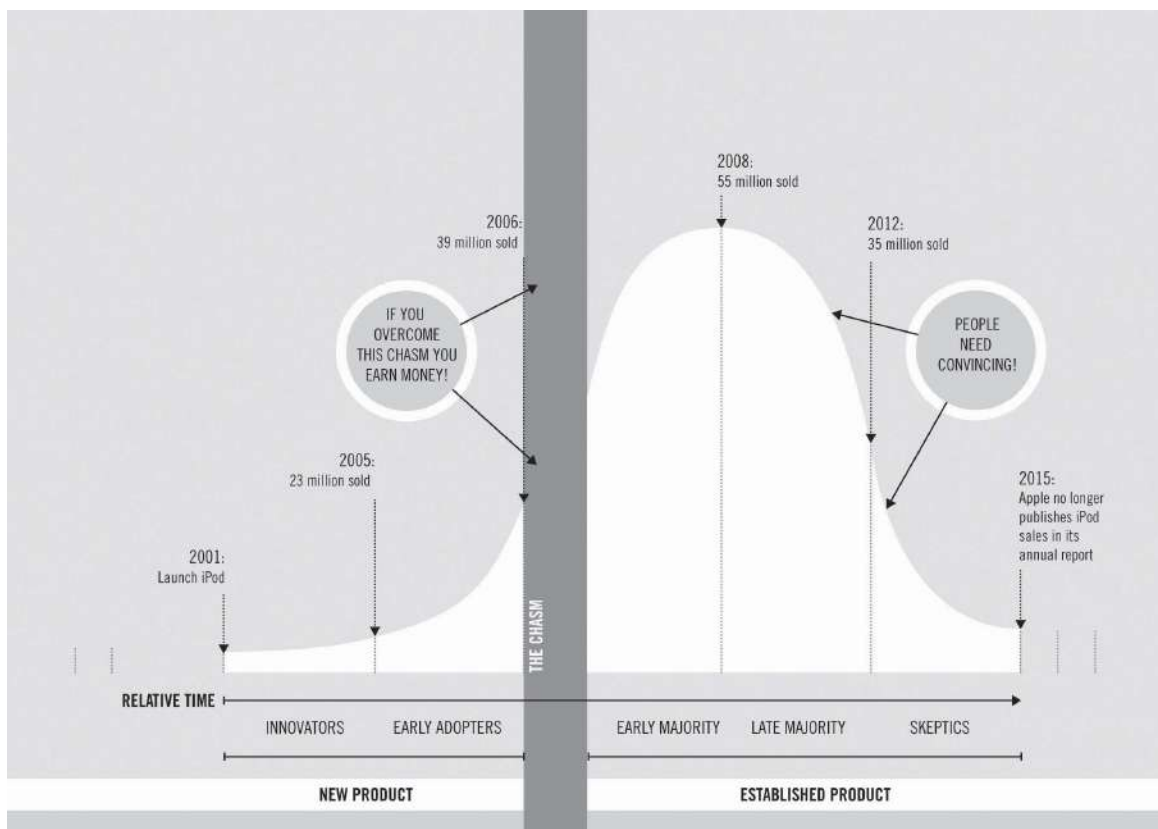 2008:
55 million sold
2006:
39 million sold
2012:
35 million sold
IF YOU
OVERCOME
THIS CHASM YOU
EARN MONEY!
PEOPLE
NEED
CONVINCING!
2005:
23 million sold
2015:
Apple no longer
publishes iPod
sales in its
annual report
2001:
Launch iPod
THE CHASM
RELATIVE TIME
INNOVATORS
EARLY ADOPTERS
EARLY MAJORITY
LATE MAJORITY
SKEPTICS
NEW PRODUCT
ESTABLISHED PRODUCT